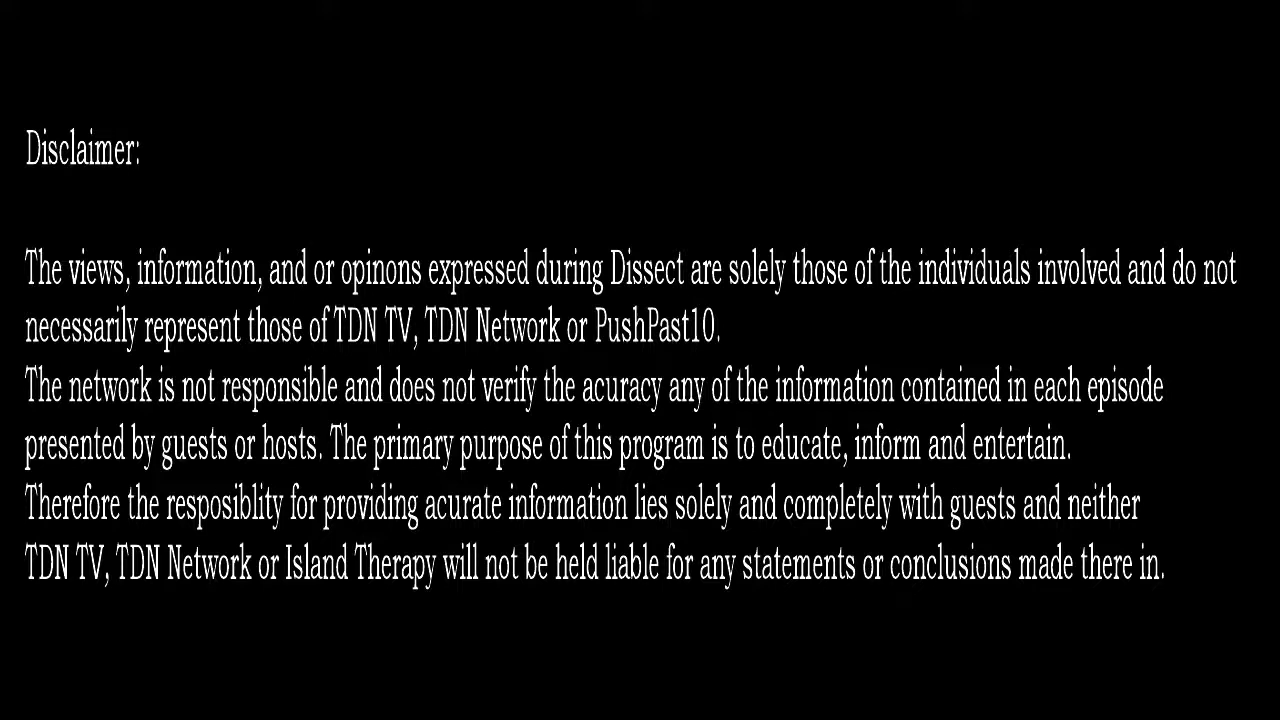 Disclaimer:
The views, information, and or opinons expressed during Dissect are solely those of the individuals involved and do not
necessarily represent those of TDN TV, TDN Network or PushPast10.
The network is not responsible and does not verify the acuracy any of the information contained in each episode
presented by guests or hosts. The primary purpose of this program is to educate, inform and entertain.
Therefore the resposiblity for providing acurate information lies solely and completely with guests and neither
TDN TV, TDN Network or Island Therapy will not be held liable for any statements or conclusions made there in.